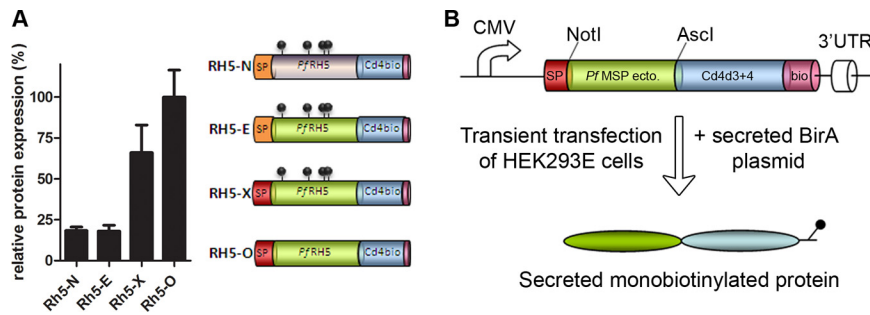 A
relative protein expression (%)
100
75
50
25
0
Rh5-N
Rh5-E
Rh5-X
Rh5-O
RH5-N
SP
PfRH5
Cd4bio
RH5-E
SP
PfRH5
Cd4bio
RH5-X
SP
PfRH5
Cd4bio
RH5-O
SP
PfRH5
Cd4bio
B
CMV
NotI
AscI
3'UTR
SP
Pf MSP ecto.
Cd4d3+4
bio
Transient transfection
of HEK293E cells
+ secreted BirA
plasmid
Secreted monobiotinylated protein